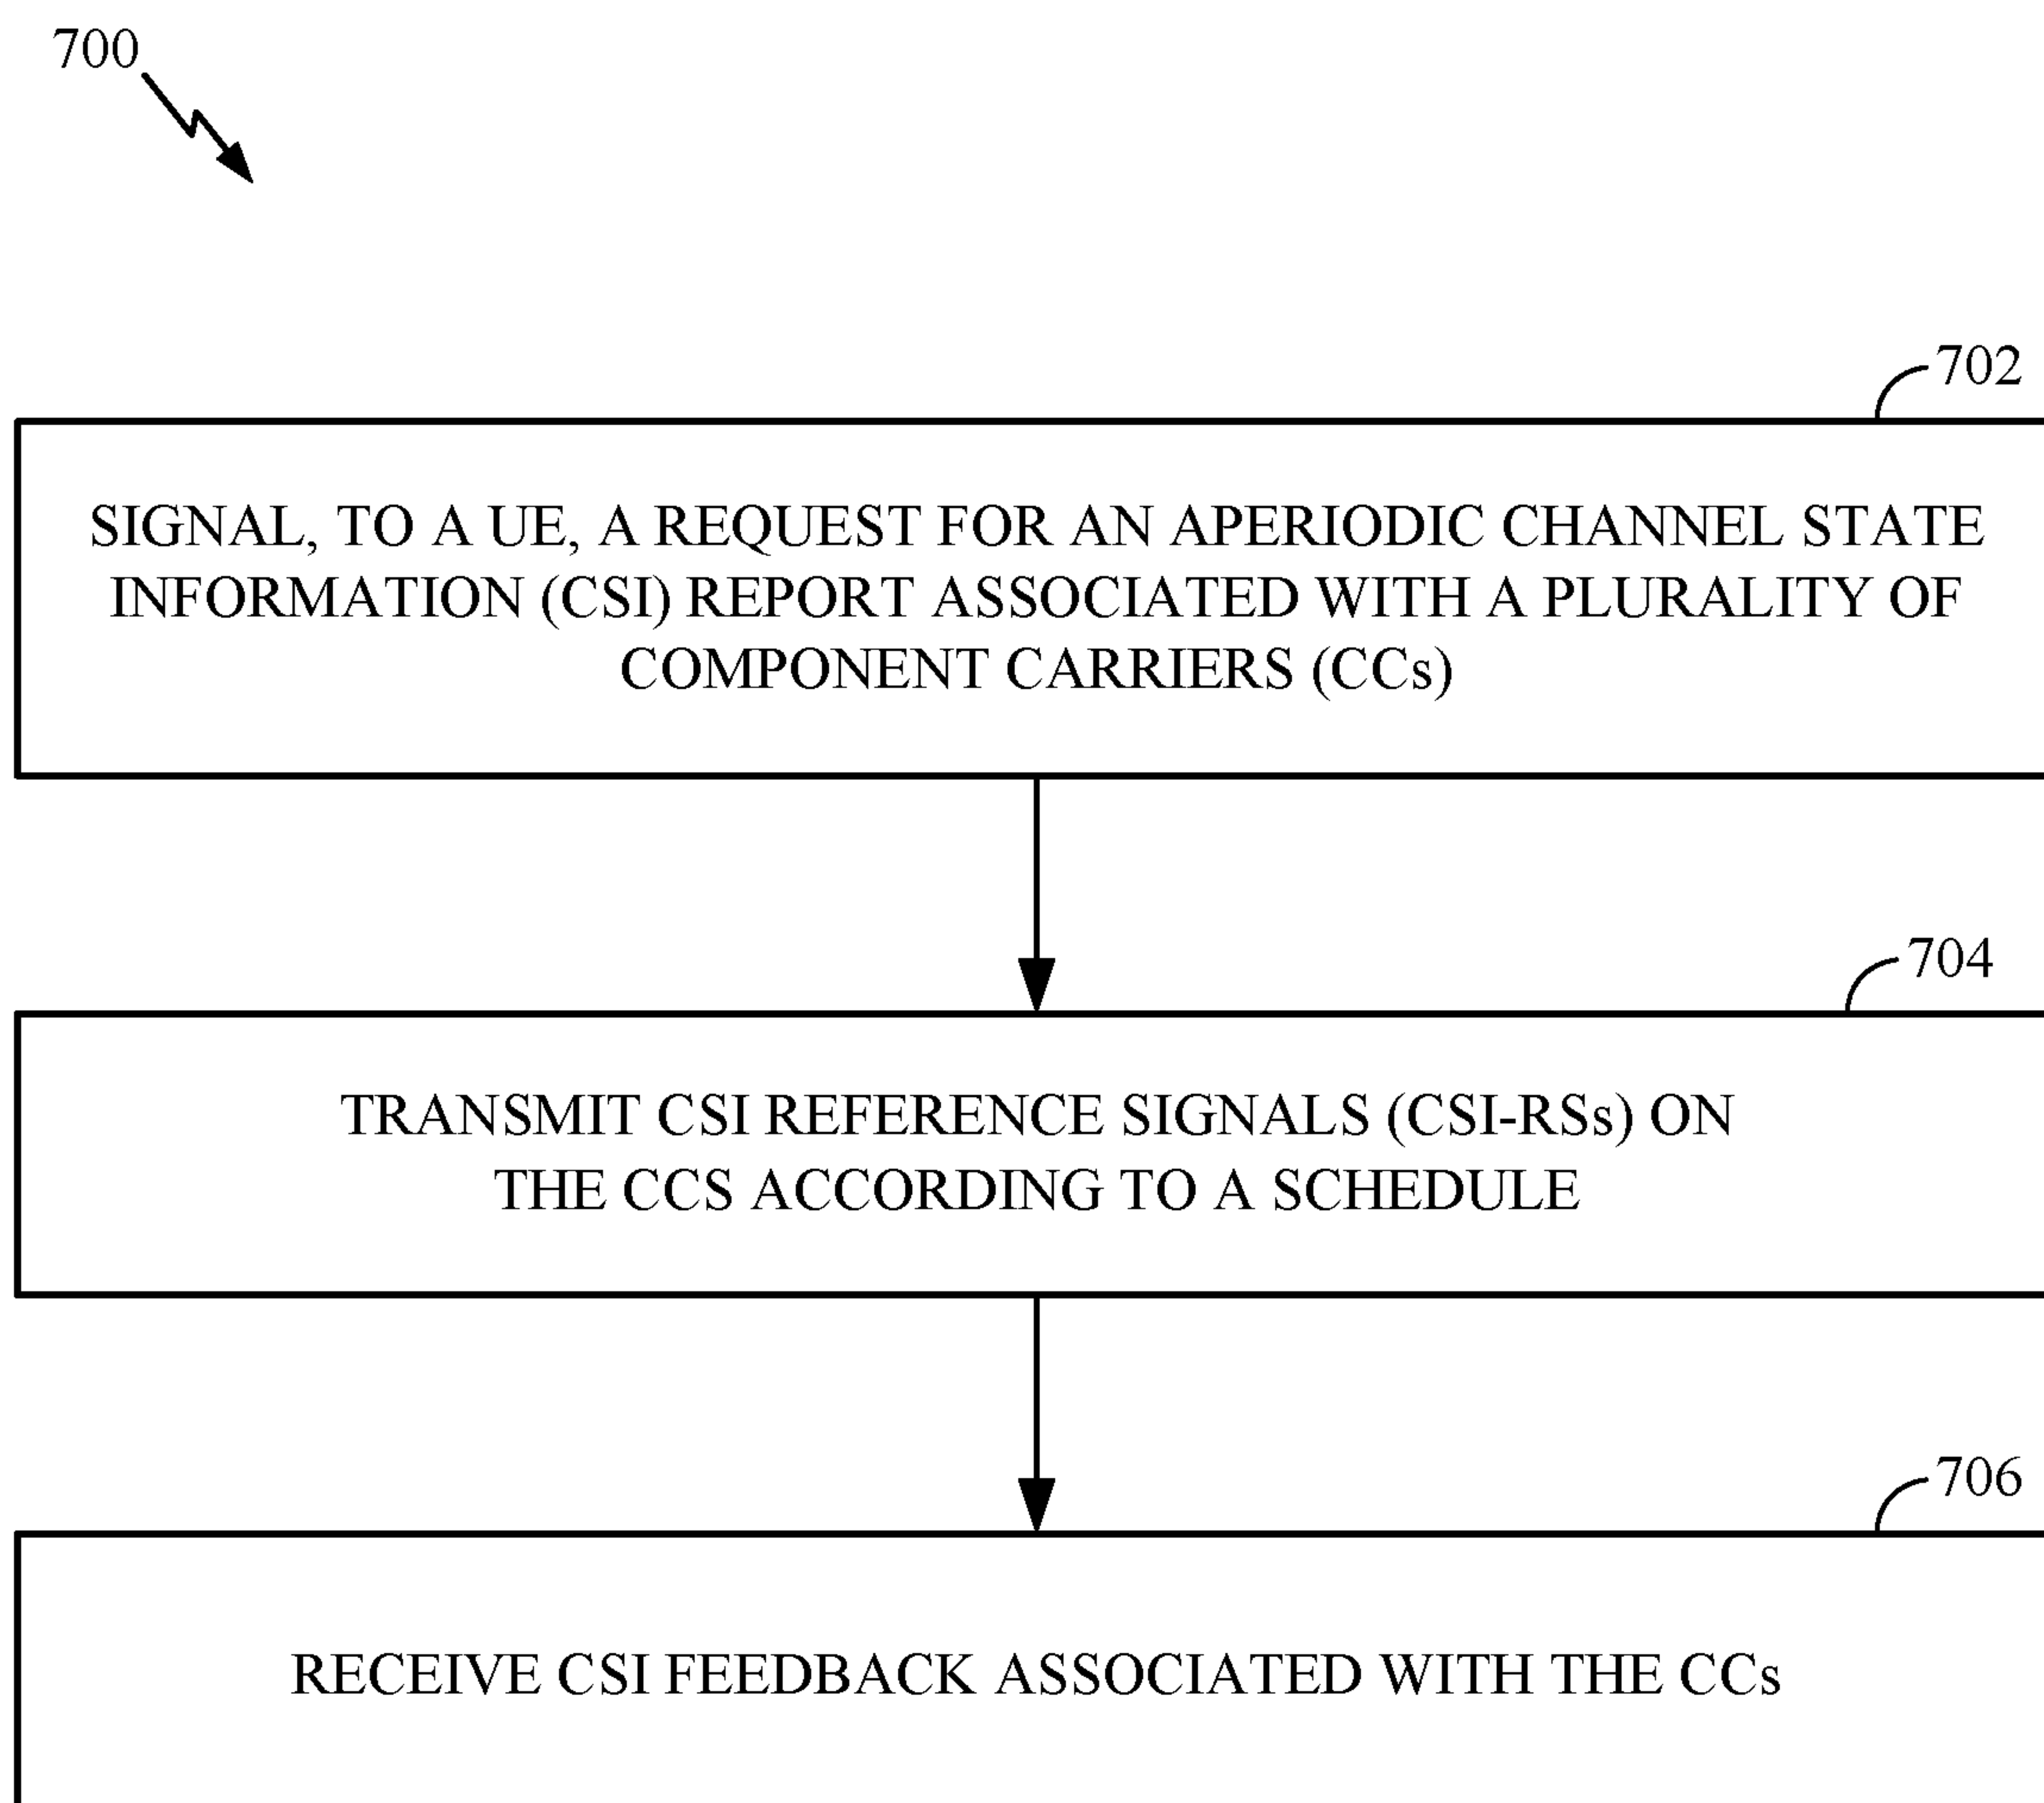 700
702
SIGNAL, TO A UE, A REQUEST FOR AN APERIODIC CHANNEL STATE
INFORMATION (CSI) REPORT ASSOCIATED WITH A PLURALITY OF
COMPONENT CARRIERS (CCs)
704
TRANSMIT CSI REFERENCE SIGNALS (CSI-RSs) ON
THE CCS ACCORDING TO A SCHEDULE
706
RECEIVE CSI FEEDBACK ASSOCIATED WITH THE CCs